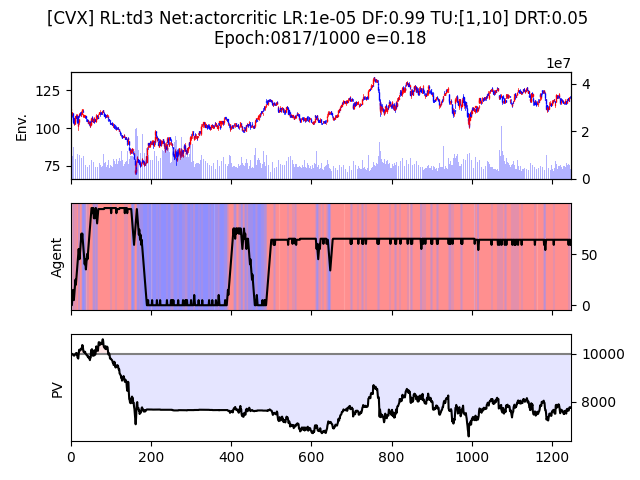 [CVX] RL:td3 Net:actorcritic LR:1e-05 DF:0.99 TU:[1,10] DRT:0.05
Epoch:0817/1000 e=0.18
1e7
125
100
75
Env.
4
2
0
Agent
50
0
PV
10000
8000
0
200
400
600
800
1000
1200